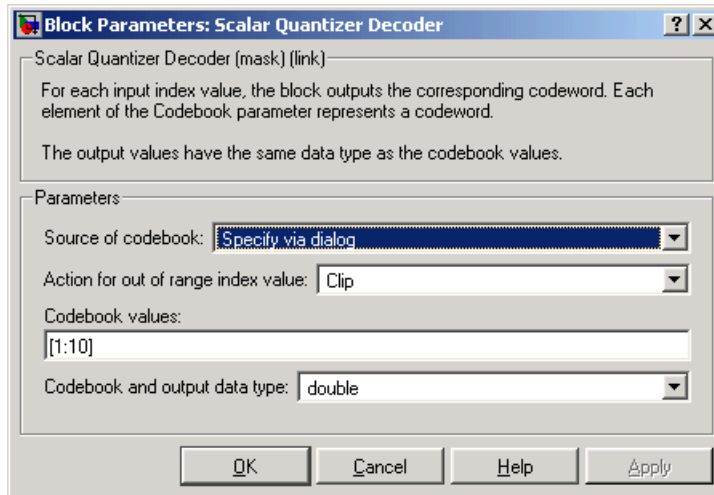 Block Parameters: Scalar Quantizer Decoder
Scalar Quantizer Decoder (mask) (link)
For each input index value, the block outputs the corresponding codeword. Each
element of the Codebook parameter represents a codeword.
The output values have the same data type as the codebook values.
Parameters
Source of codebook: Specify via dialog
Action for out of range index value: Clip
Codebook values:
[1:10]
Codebook and output data type: double
OK Cancel Help Apply